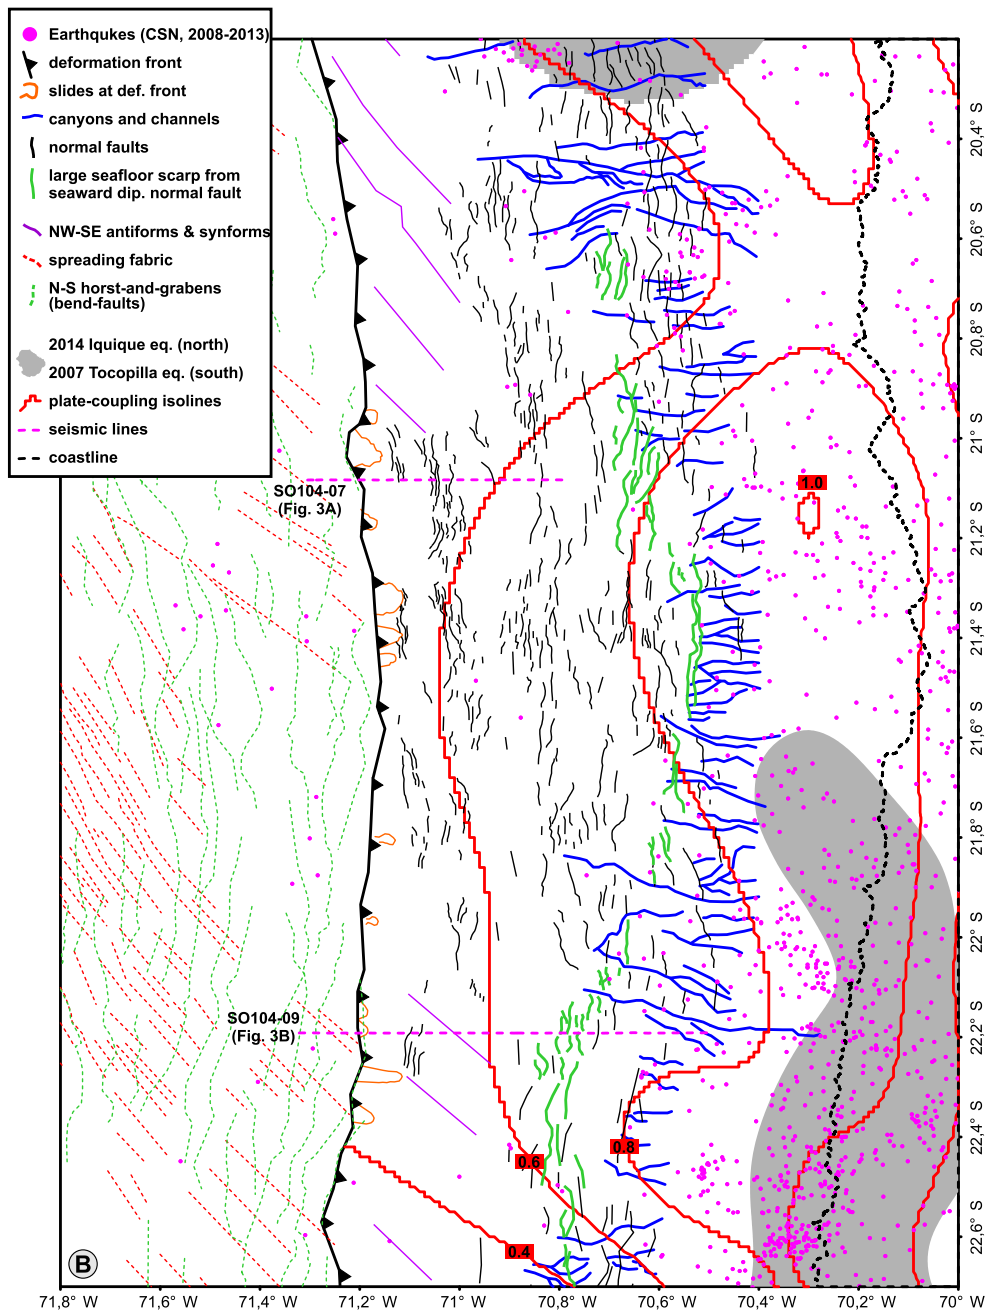 Earthqukes (CSN, 2008-2013)
deformation front
slides at def. front
canyons and channels
normal faults
large seafloor scarp from
seaward dip. normal fault
NW-SE antiforms & synforms
spreading fabric
N-S horst-and-grabens
(bend-faults)
2014 Iquique eq. (north)
2007 Tocopilla eq. (south)
plate-coupling isolines
seismic lines
coastline
20,4° S
20,6° S
20,8° S
21° S
1.0
SO104-07
(Fig. 3A)
21,2° S
21,4° S
21,6° S
21,8° S
22° S
SO104-09
(Fig. 3B)
22,2° S
22,4° S
0.8
0.6
22,6° S
0.4
B
71,8° W
71,6° W
71,4° W
71,2° W
71° W
70,8° W
70,6° W
70,4 W
70,2° W
70° W